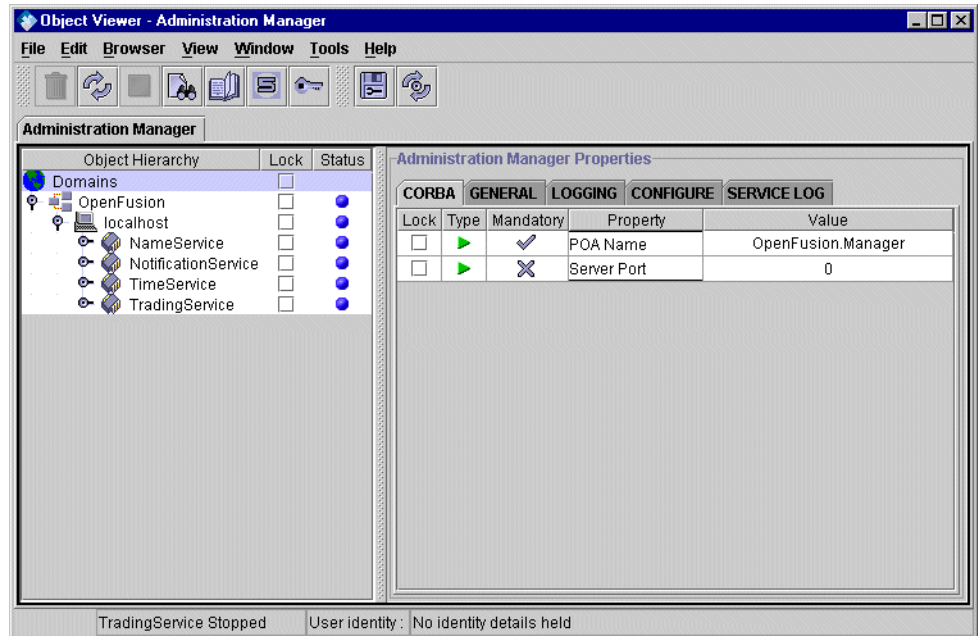 Object Viewer - Administration Manager
File Edit Browser View Window Tools Help
Administration Manager
Object Hierarchy Lock Status
Domains
OpenFusion
localhost
NameService
NotificationService
TimeService
TradingService
Administration Manager Properties
CORBA GENERAL LOGGING CONFIGURE SERVICE LOG
Lock Type Mandatory Property Value
POA Name OpenFusion.Manager
Server Port 0
TradingService Stopped User identity : No identity details held